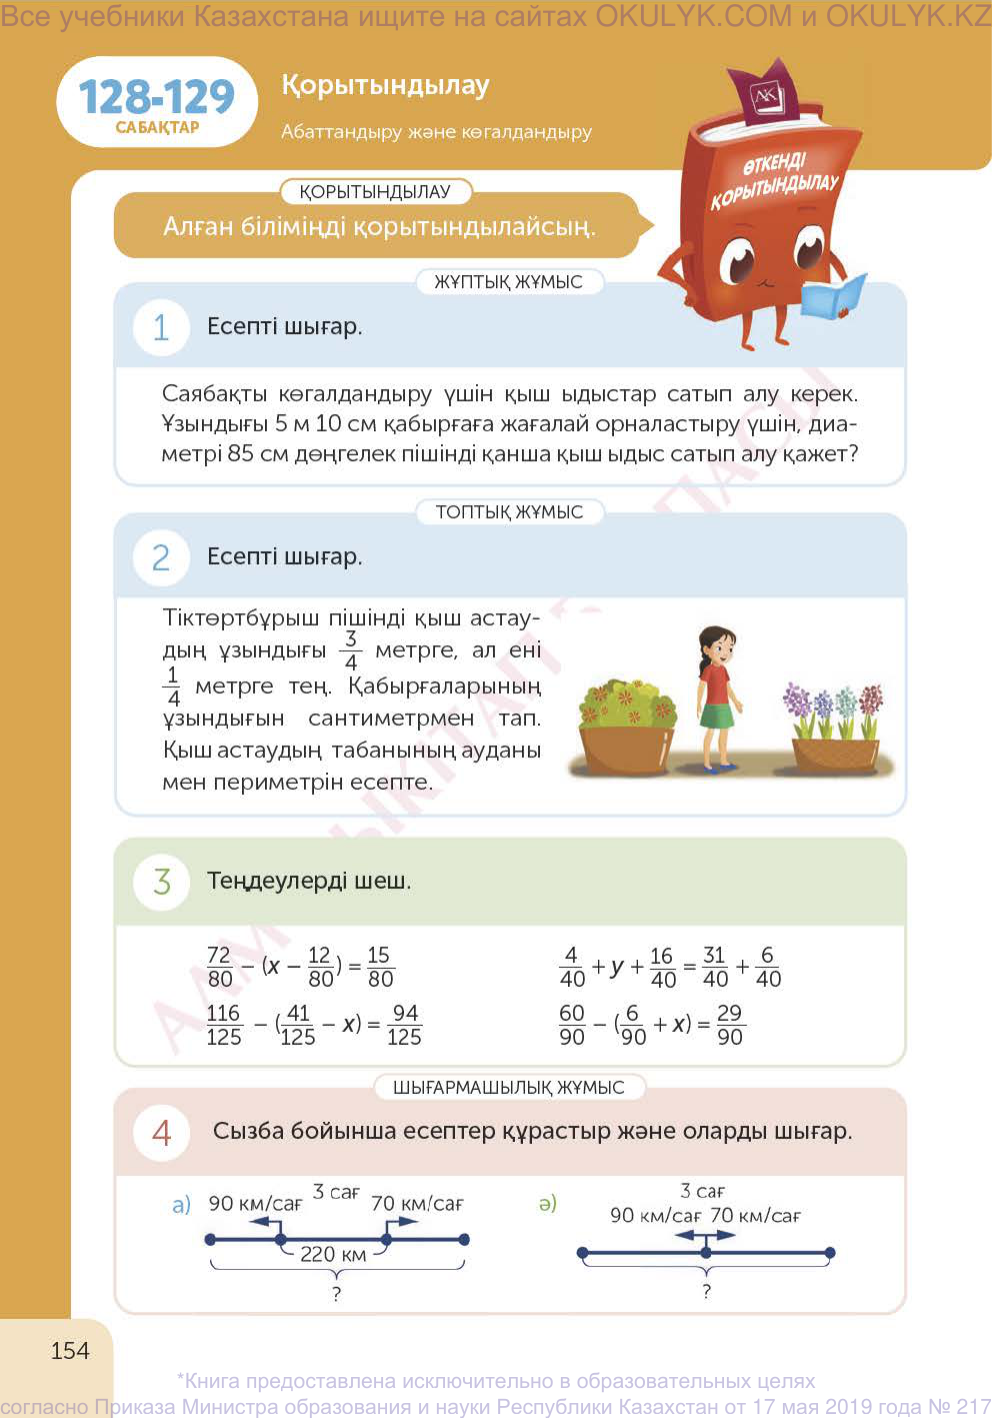 Все учебники Казахстана ищите на сайтах OKULYK.COM и OKULYK.KZ
128-129
САБАҚТАР
Қорытындылау
Абаттандыру және көгалдандыру
ӨТКЕНДІ
ҚОРЫТЫНДЫЛАУ
ҚОРЫТЫНДЫЛАУ
Алған біліміңді қорытындылайсың.
ЖҰПТЫҚ ЖҰМЫС
1 Есепті шығар.
Саябақты көгалдандыру үшін қыш ыдыстар сатып алу керек.
Ұзындығы 5 м 10 см қабырғаға жағалай орналастыру үшін, диа-
метрі 85 см дөңгелек пішінді қанша қыш ыдыс сатып алу қажет?
ТОПТЫҚ ЖҰМЫС
2 Есепті шығар.
Тіктөртбұрыш пішінді қыш астау-
дың ұзындығы 3/4 метрге, ал ені
1/4 метрге тең. Қабырғаларының
ұзындығын сантиметрмен тап.
Қыш астаудың табанының ауданы
мен периметрін есепте.
3 Теңдеулерді шеш.
72/80 – (x – 12/80) = 15/80
4/40 + y + 16/40 = 31/40 + 6/40
116/125 – (41/125 – x) = 94/125
60/90 – (6/90 + x) = 29/90
ШЫҒАРМАШЫЛЫҚ ЖҰМЫС
4 Сызба бойынша есептер құрастыр және оларды шығар.
а) 90 км/сағ 3 сағ 70 км/сағ
220 км
?
ә) 3 сағ
90 км/сағ 70 км/сағ
?
154
*Книга предоставлена исключительно в образовательных целях
согласно Приказа Министра образования и науки Республики Казахстан от 17 мая 2019 года № 217